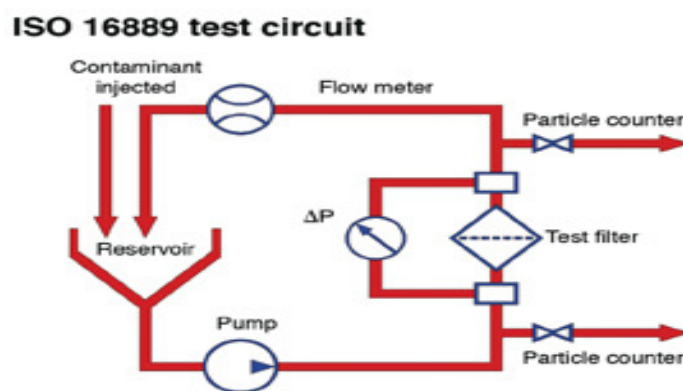 ISO 16889 test circuit
Contaminant
injected
Flow meter
Particle counter
ΔP
Reservoir
Test filter
Pump
Particle counter